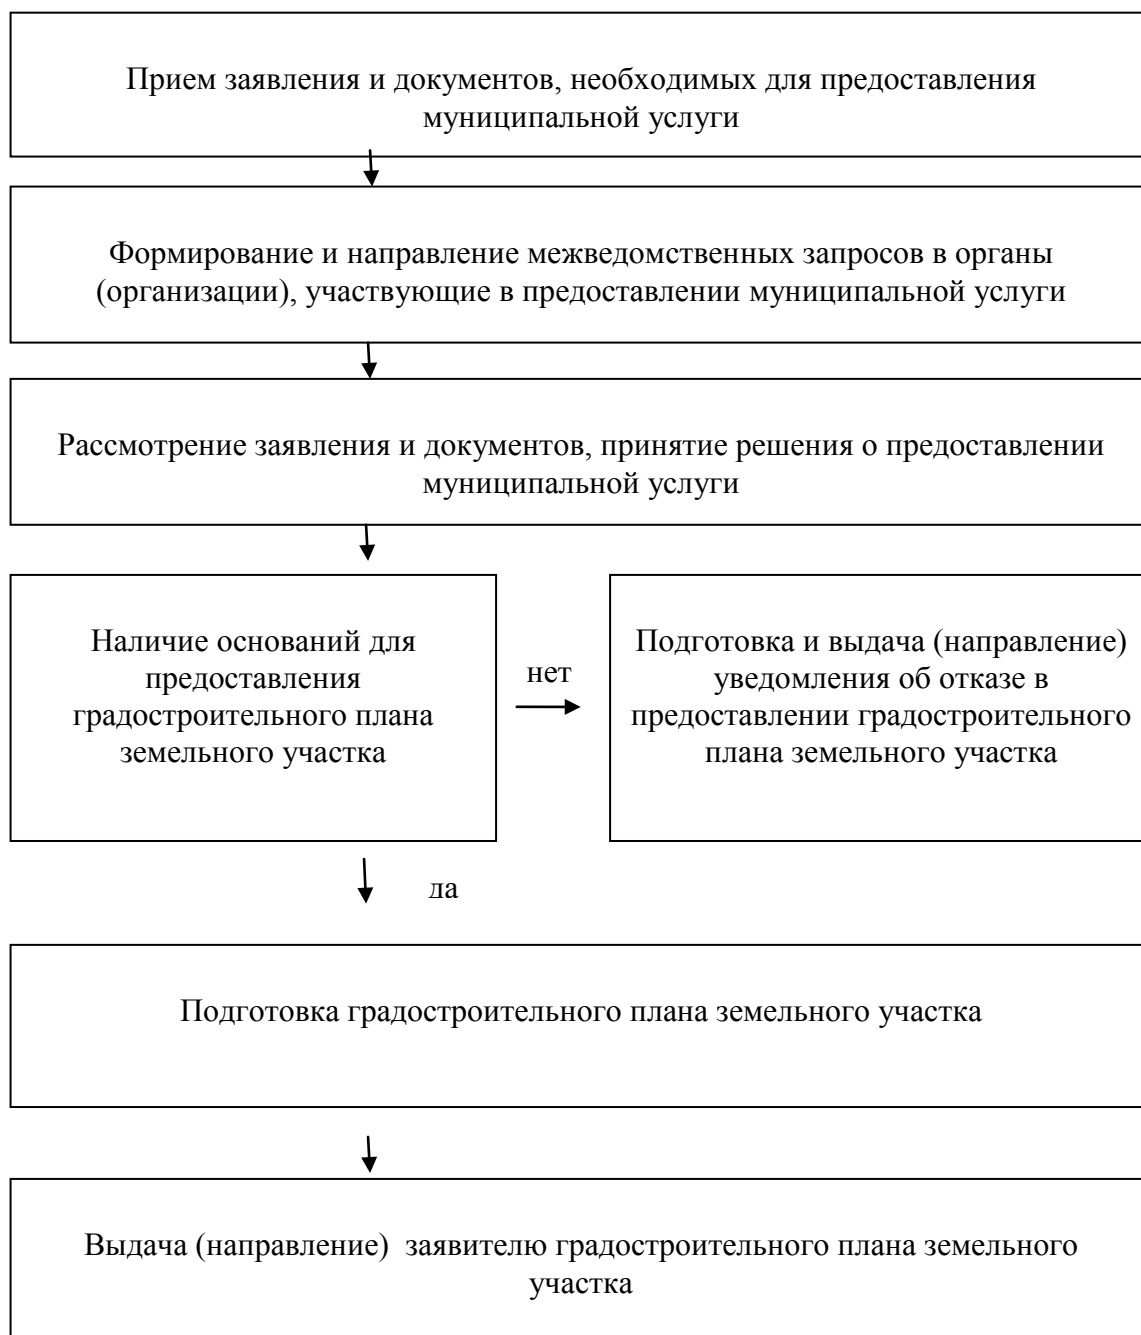 Прием заявления и документов, необходимых для предоставления
муниципальной услуги
Формирование и направление межведомственных запросов в органы
(организации), участвующие в предоставлении муниципальной услуги
Рассмотрение заявления и документов, принятие решения о предоставлении
муниципальной услуги
Наличие оснований для
предоставления
градостроительного плана
земельного участка
нет
Подготовка и выдача (направление)
уведомления об отказе в
предоставлении градостроительного
плана земельного участка
да
Подготовка градостроительного плана земельного участка
Выдача (направление)  заявителю градостроительного плана земельного
участка